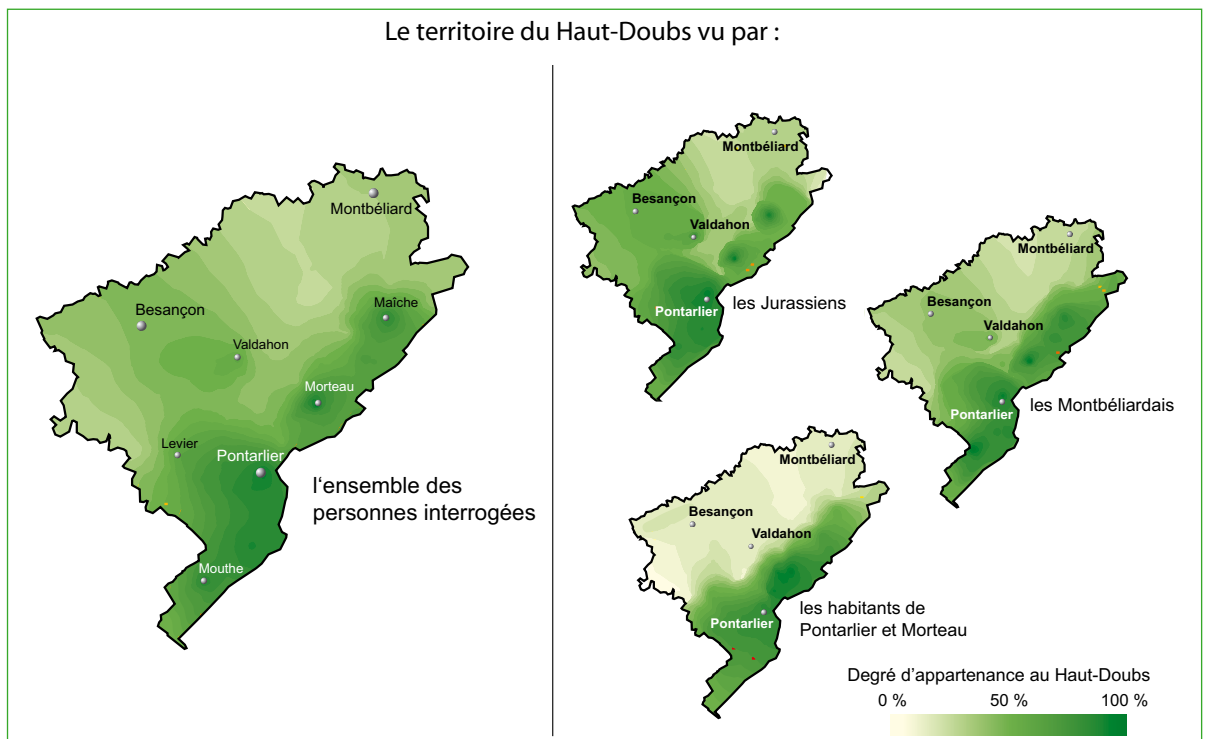 Le territoire du Haut-Doubs vu par :
Montbéliard
Besançon
Maîche
Valdahon
Morteau
Levier
Pontarlier
Mouthe
l'ensemble des
personnes interrogées
Montbéliard
Besançon
Valdahon
Pontarlier
les Jurassiens
Montbéliard
Besançon
Valdahon
Pontarlier
les Montbéliardais
Montbéliard
Besançon
Valdahon
Pontarlier
les habitants de
Pontarlier et Morteau
Degré d'appartenance au Haut-Doubs
0 % 50 % 100 %